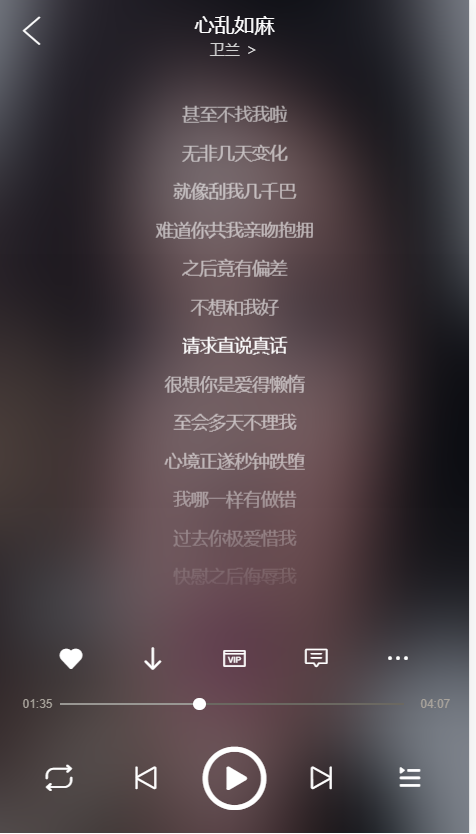 心乱如麻
卫兰 >
甚至不找我啦
无非几天变化
就像刮我几千巴
难道你共我亲吻抱拥
之后竟有偏差
不想和我好
请求直说真话
很想你是爱得懒惰
至会多天不理我
心境正遂秒钟跌堕
我哪一样有做错
过去你极爱惜我
快慰之后侮辱我
VIP
01:35
04:07